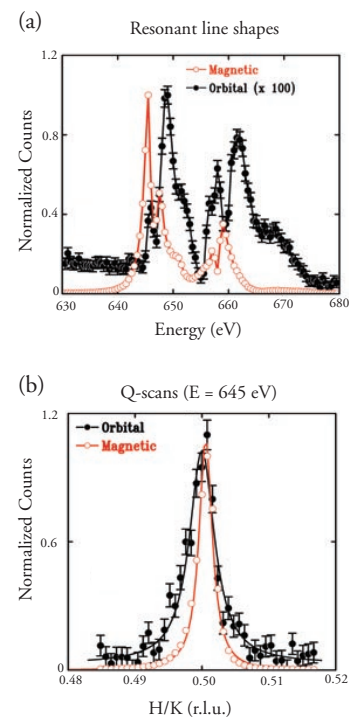 (a)
Resonant line shapes
1.2
Magnetic
Orbital (x 100)
0.8
Normalized Counts
0.4
0
630 640 650 660 670 680
Energy (eV)
(b)
Q-scans (E = 645 eV)
1.2
Orbital
Magnetic
Normalized Counts
0.6
0
0.48 0.49 0.50 0.51 0.52
H/K (r.l.u.)